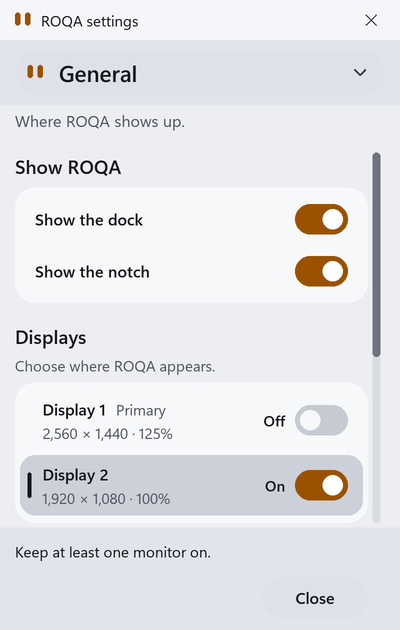 ROQA settings
General
Where ROQA shows up.
Show ROQA
Show the dock
Show the notch
Displays
Choose where ROQA appears.
Display 1 Primary
Off
2,560 × 1,440 · 125%
Display 2
On
1,920 × 1,080 · 100%
Keep at least one monitor on.
Close